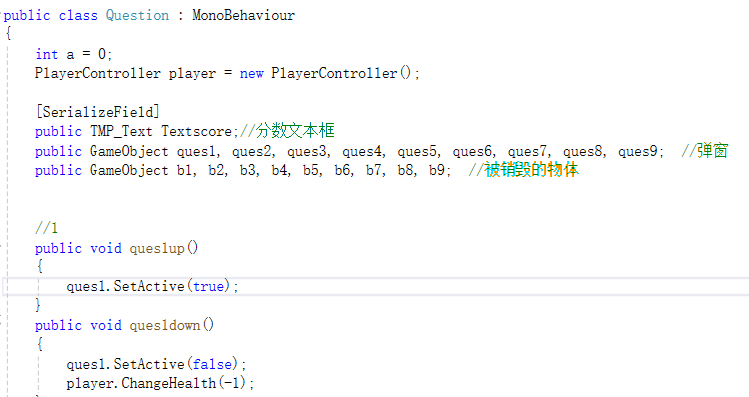 public class Question : MonoBehaviour
{
int a = 0;
PlayerController player = new PlayerController();
[SerializeField]
public TMP_Text Textscore;//分数文本框
public GameObject ques1, ques2, ques3, ques4, ques5, ques6, ques7, ques8, ques9;  //弹窗
public GameObject b1, b2, b3, b4, b5, b6, b7, b8, b9;  //被销毁的物体
//1
public void ques1up()
{
ques1.SetActive(true);
}
public void ques1down()
{
ques1.SetActive(false);
player.ChangeHealth(-1);
}